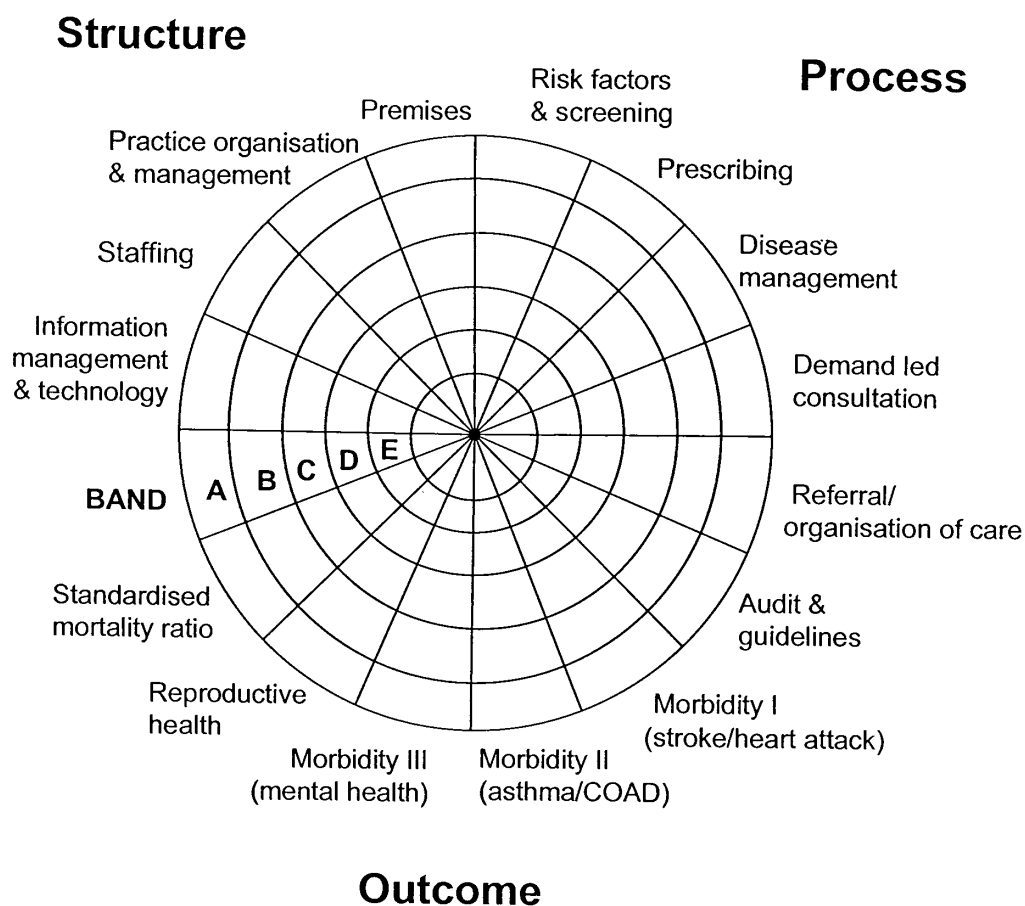 Structure
Process
Premises
Risk factors
& screening
Practice organisation
& management
Prescribing
Staffing
Disease
management
Information
management
& technology
Demand led
consultation
BAND
A
B
C
D
E
Referral/
organisation of care
Standardised
mortality ratio
Audit &
guidelines
Reproductive
health
Morbidity I
(stroke/heart attack)
Morbidity III
(mental health)
Morbidity II
(asthma/COAD)
Outcome